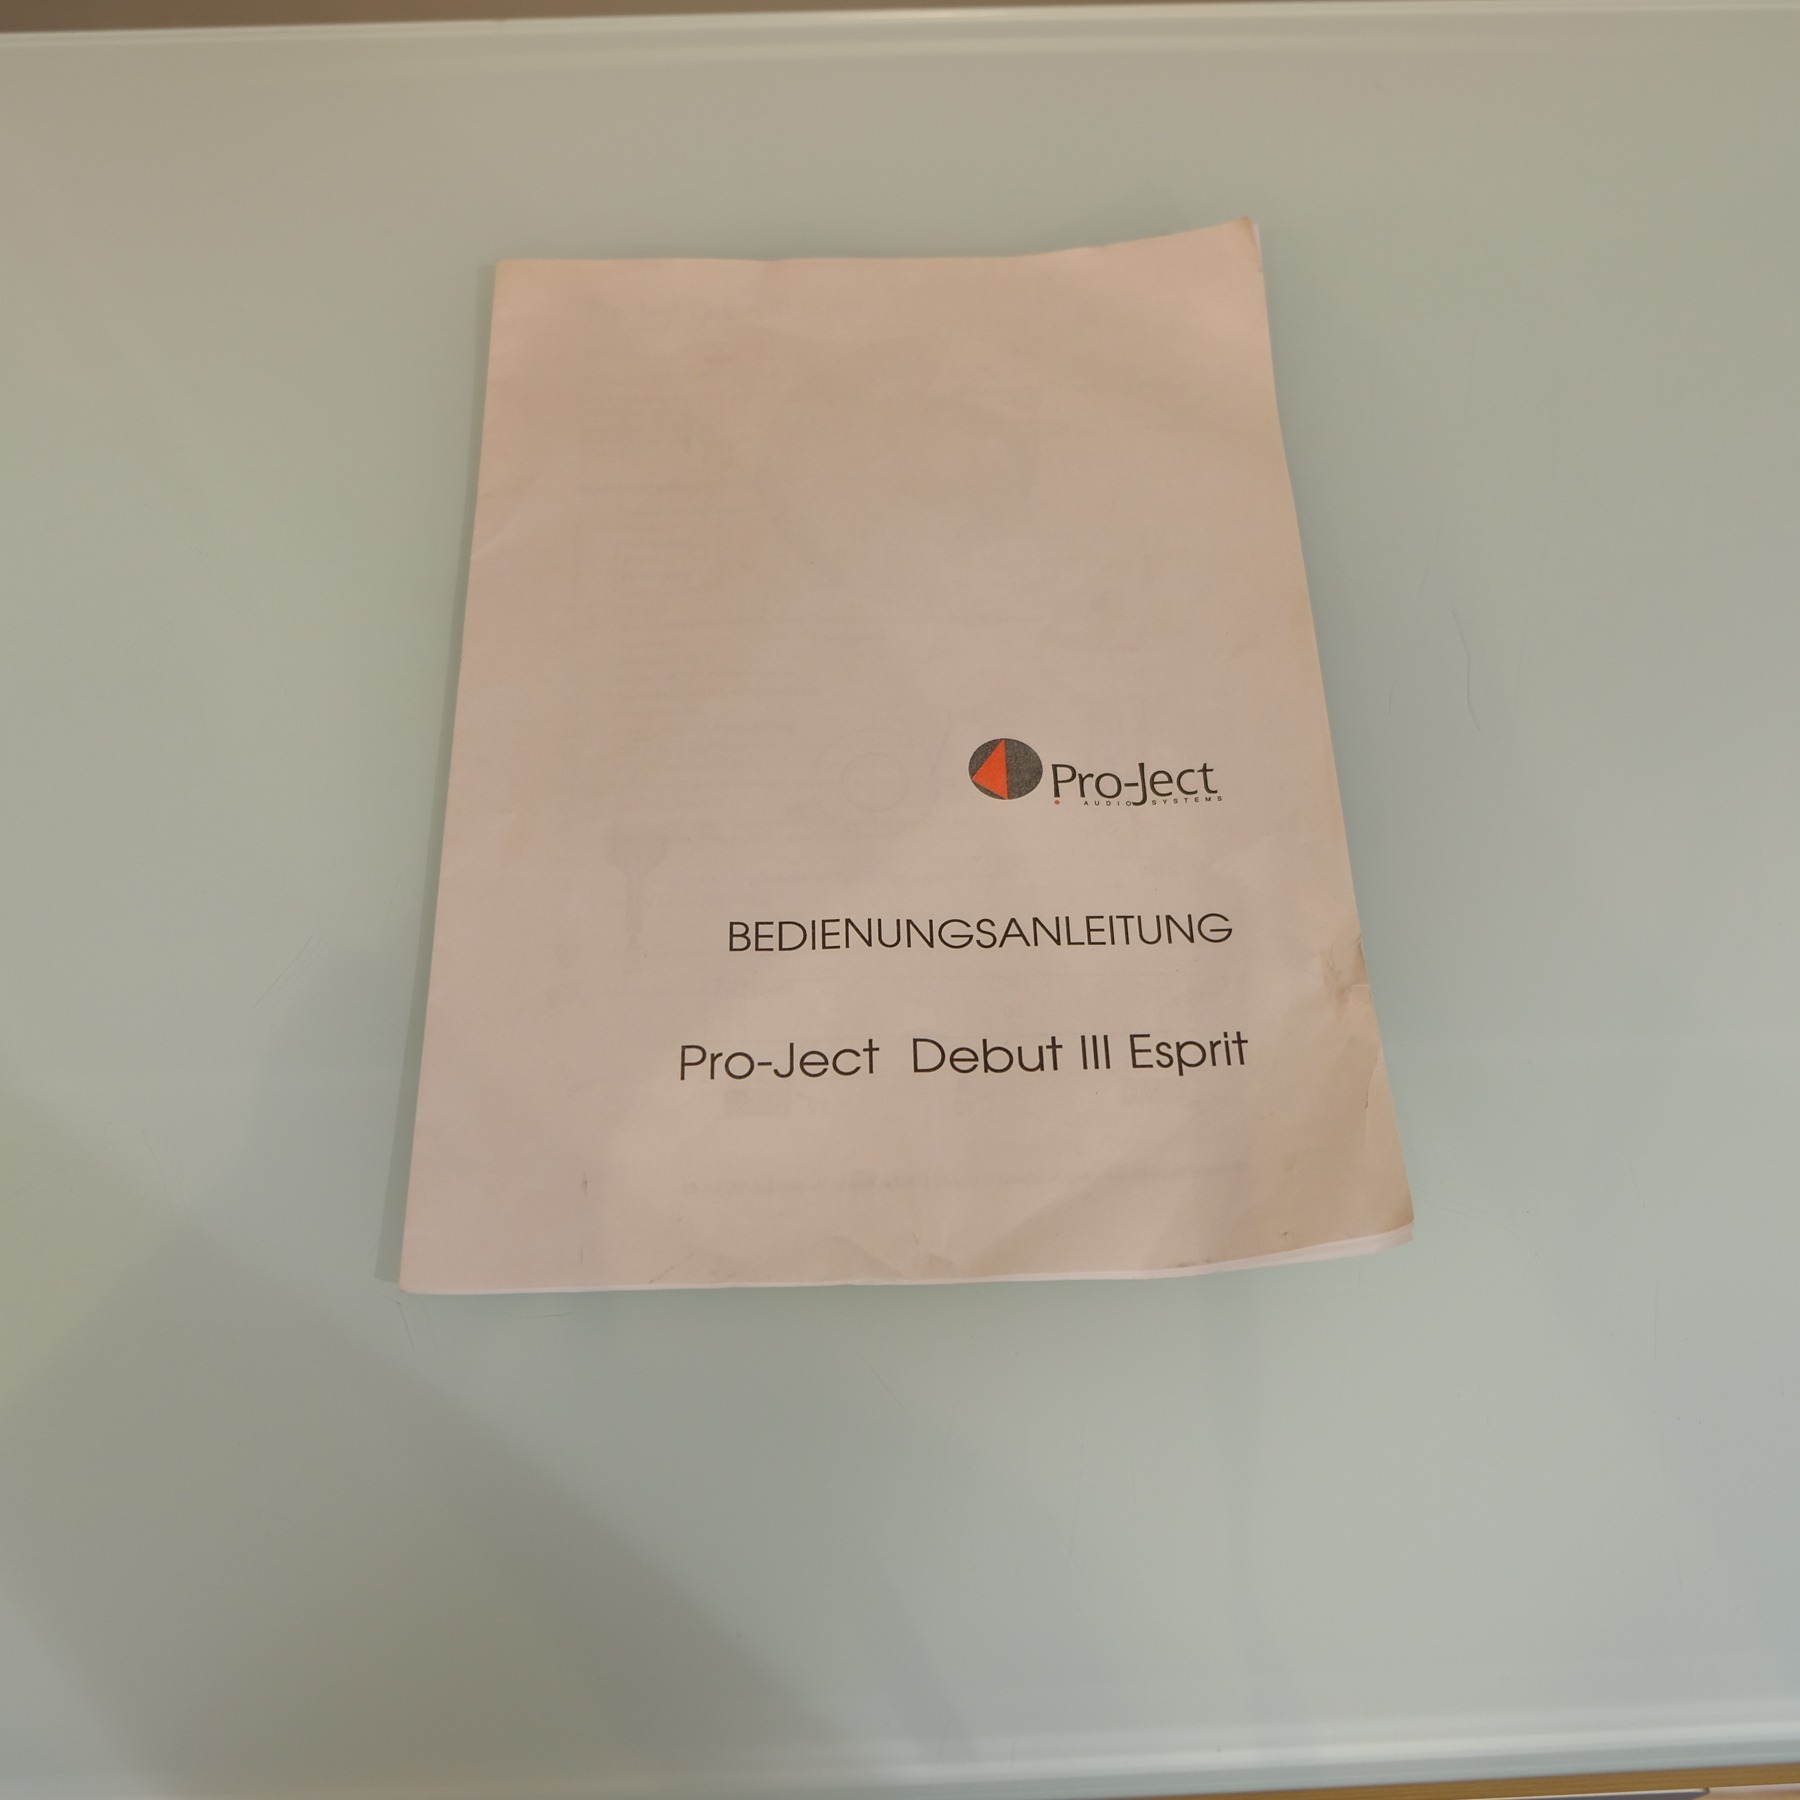 Pro-Ject
AUDIO SYSTEMS
BEDIENUNGSANLEITUNG
Pro-Ject Debut III Esprit